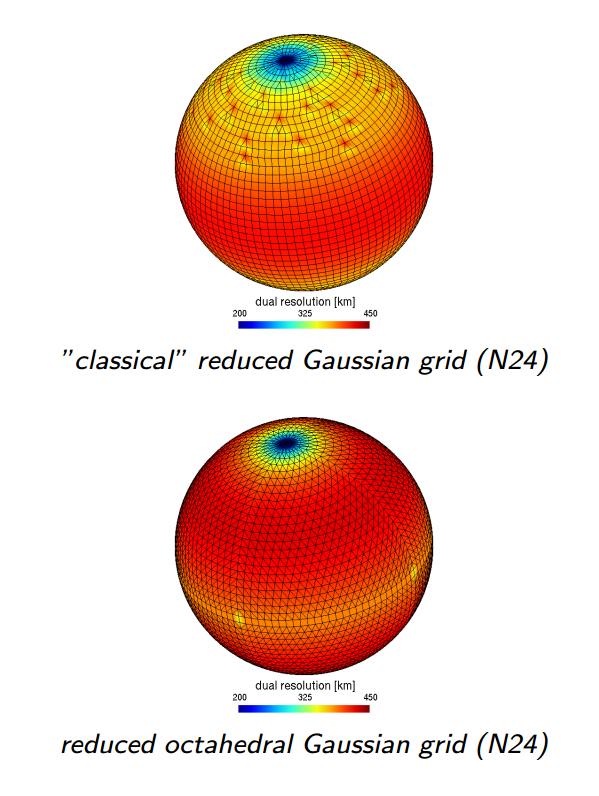 dual resolution [km]
200 325 450
"classical" reduced Gaussian grid (N24)
dual resolution [km]
200 325 450
reduced octahedral Gaussian grid (N24)